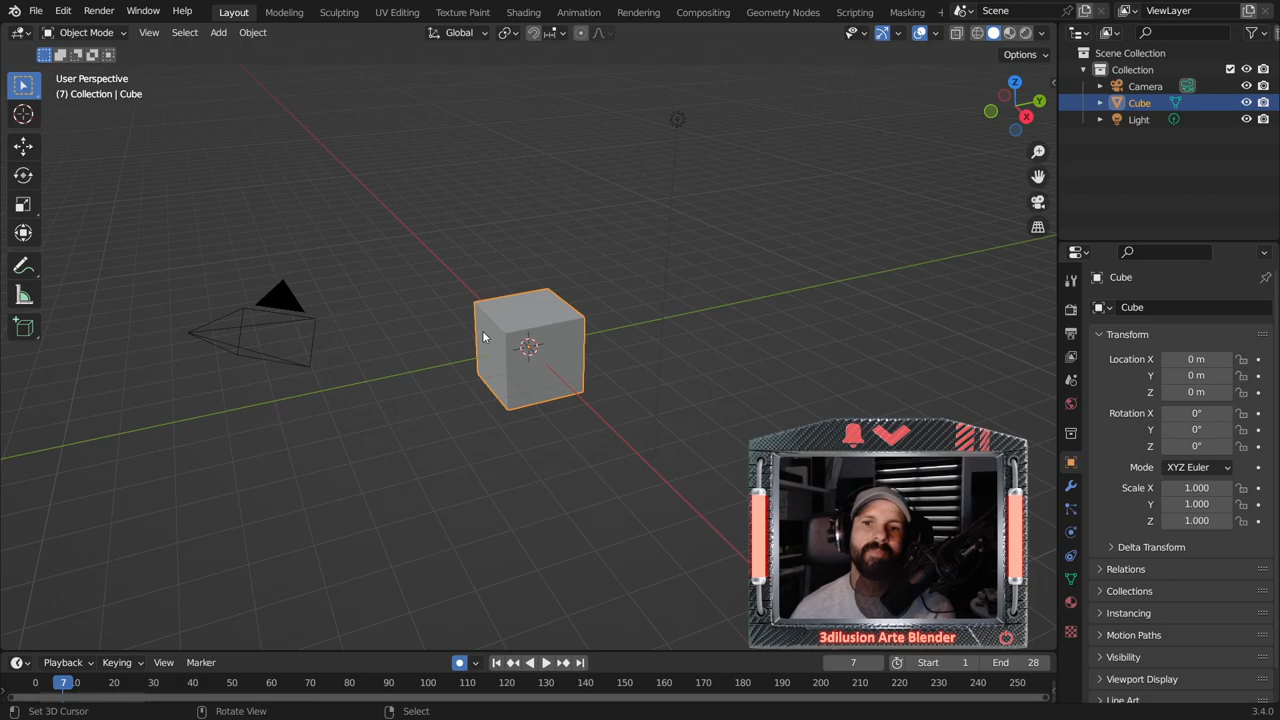 File Edit Render Window Help Layout Modeling Sculpting UV Editing Texture Paint Shading Animation Rendering Compositing Geometry Nodes Scripting Masking + Scene ViewLayer
Object Mode View Select Add Object Global
Options
User Perspective
(7) Collection | Cube
Z
Y
X
Scene Collection
Collection
Camera
Cube
Light
Cube
Cube
Transform
Location X 0 m
Y 0 m
Z 0 m
Rotation X 0°
Y 0°
Z 0°
Mode XYZ Euler
Scale X 1.000
Y 1.000
Z 1.000
Delta Transform
Relations
Collections
Instancing
Motion Paths
Visibility
Viewport Display
Line Art
3dilusion Arte Blender
Playback Keying View Marker 7 Start 1 End 28
0 7 10 20 30 40 50 60 70 80 90 100 110 120 130 140 150 160 170 180 190 200 210 220 230 240 250
Set 3D Cursor Rotate View Select 3.4.0